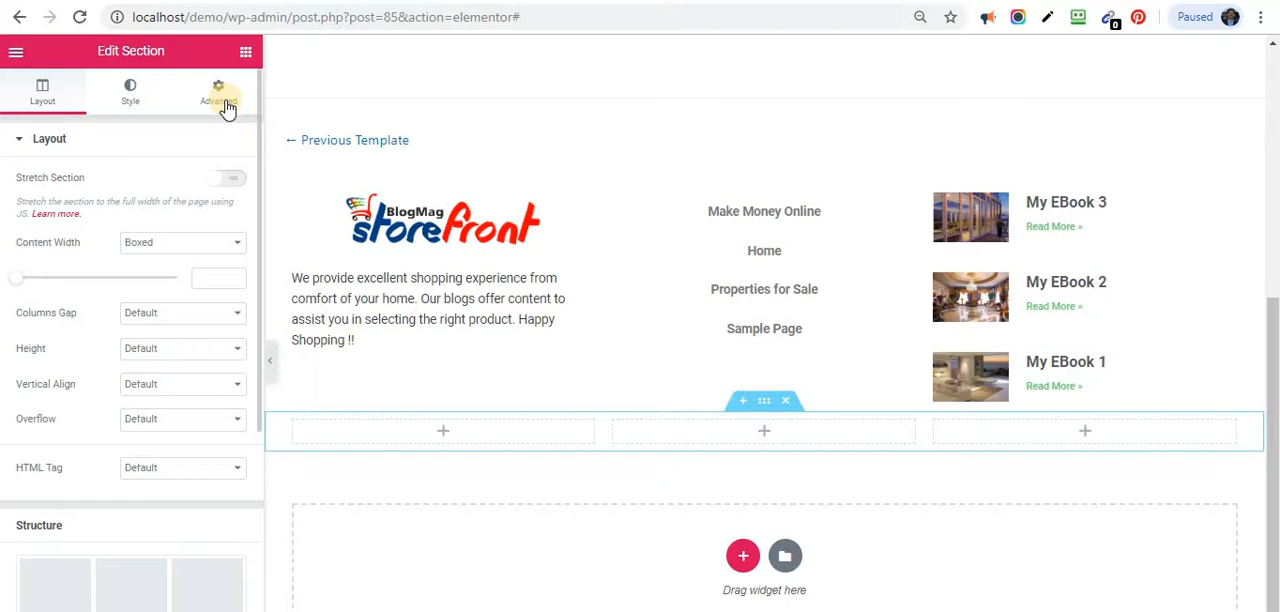 localhost/demo/wp-admin/post.php?post=85&action=elementor#
0
Paused
Edit Section
Layout
Style
Advanced
Layout
Stretch Section
NO
Stretch the section to the full width of the page using
JS. Learn more.
Content Width
Boxed
Columns Gap
Default
Height
Default
Vertical Align
Default
Overflow
Default
HTML Tag
Default
Structure
← Previous Template
BlogMag
storefront
We provide excellent shopping experience from
comfort of your home. Our blogs offer content to
assist you in selecting the right product. Happy
Shopping !!
Make Money Online
Home
Properties for Sale
Sample Page
My EBook 3
Read More »
My EBook 2
Read More »
My EBook 1
Read More »
Drag widget here